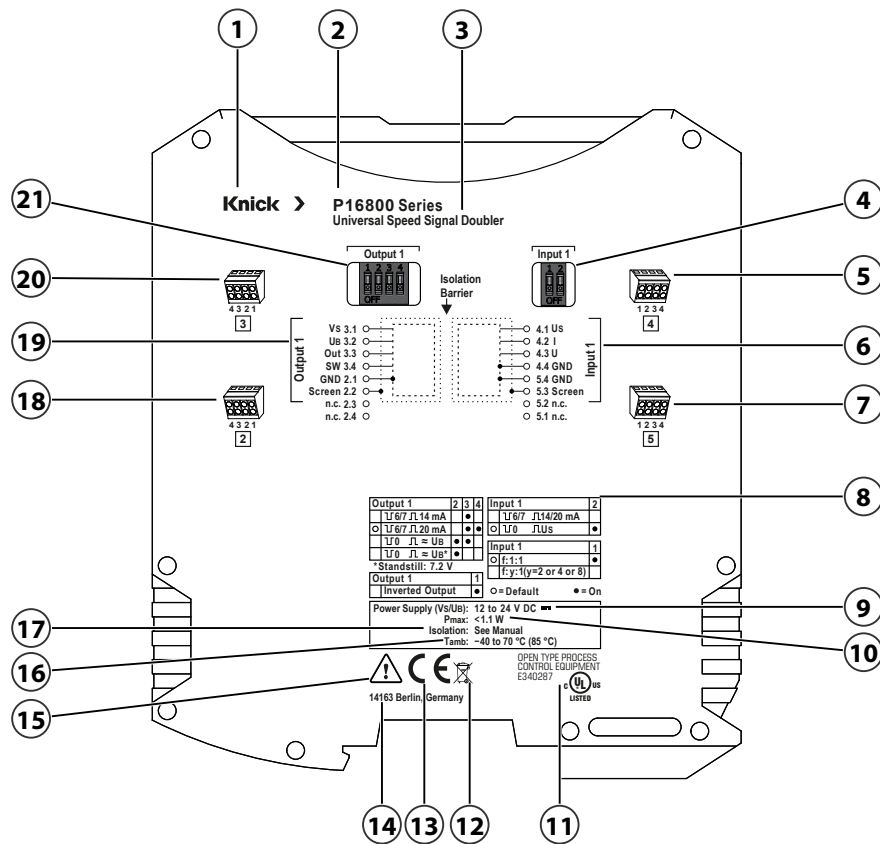 1 2 3
Knick >
P16800 Series
Universal Speed Signal Doubler
21
4
Output 1
1 2 3 4
OFF
Input 1
1 2
OFF
20
5
Isolation
Barrier
4 3 2 1
3
1 2 3 4
4
19
6
Output 1
Vs 3.1
UB 3.2
Out 3.3
SW 3.4
GND 2.1
Screen 2.2
n.c. 2.3
n.c. 2.4
4.1 Us
4.2 I
4.3 U
4.4 GND
5.4 GND
5.3 Screen
5.2 n.c.
5.1 n.c.
Input 1
18
7
4 3 2 1
2
1 2 3 4
5
8
Output 1 2 3 4
6/7 14 mA
6/7 20 mA
0 ≈ UB
0 ≈ UB*
*Standstill: 7.2 V
Output 1 1
Inverted Output
Input 1 2
6/7 14/20 mA
0 Us
Input 1 1
f:1:1
f:y:1(y=2 or 4 or 8)
=Default = On
9
Power Supply (Vs/UB): 12 to 24 V DC
Pmax: <1.1 W
Isolation: See Manual
Tamb: −40 to 70 °C (85 °C)
17
10
16
15
CE
OPEN TYPE PROCESS
CONTROL EQUIPMENT
E340287
C UL US
LISTED
14163 Berlin, Germany
14 13 12 11